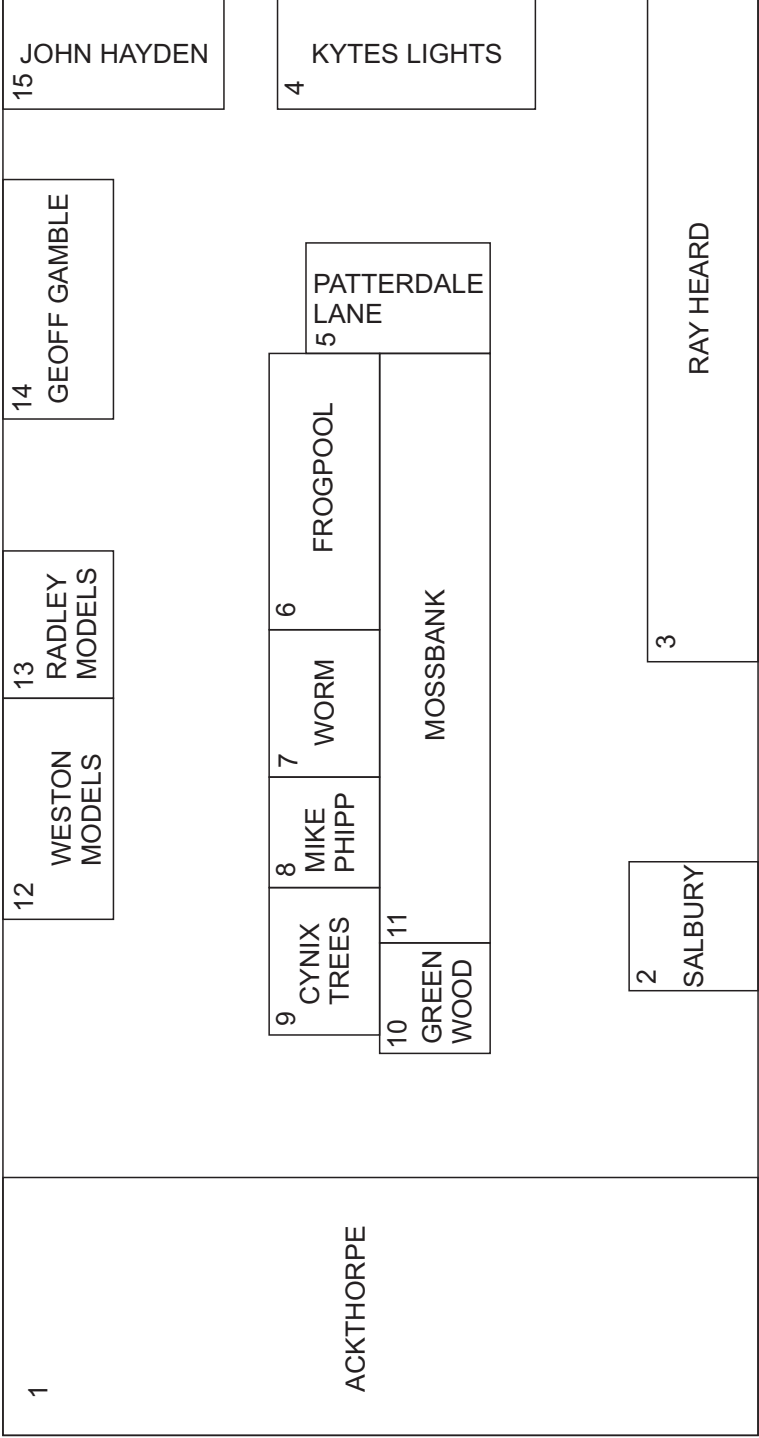 15
JOHN HAYDEN
4
KYTES LIGHTS
14
GEOFF GAMBLE
5
PATTERDALE
LANE
RAY HEARD
3
6
FROGPOOL
13
RADLEY
MODELS
7
WORM
MOSSBANK
11
12
WESTON
MODELS
8
MIKE
PHIPP
9
CYNIX
TREES
10
GREEN
WOOD
2
SALBURY
1
ACKTHORPE